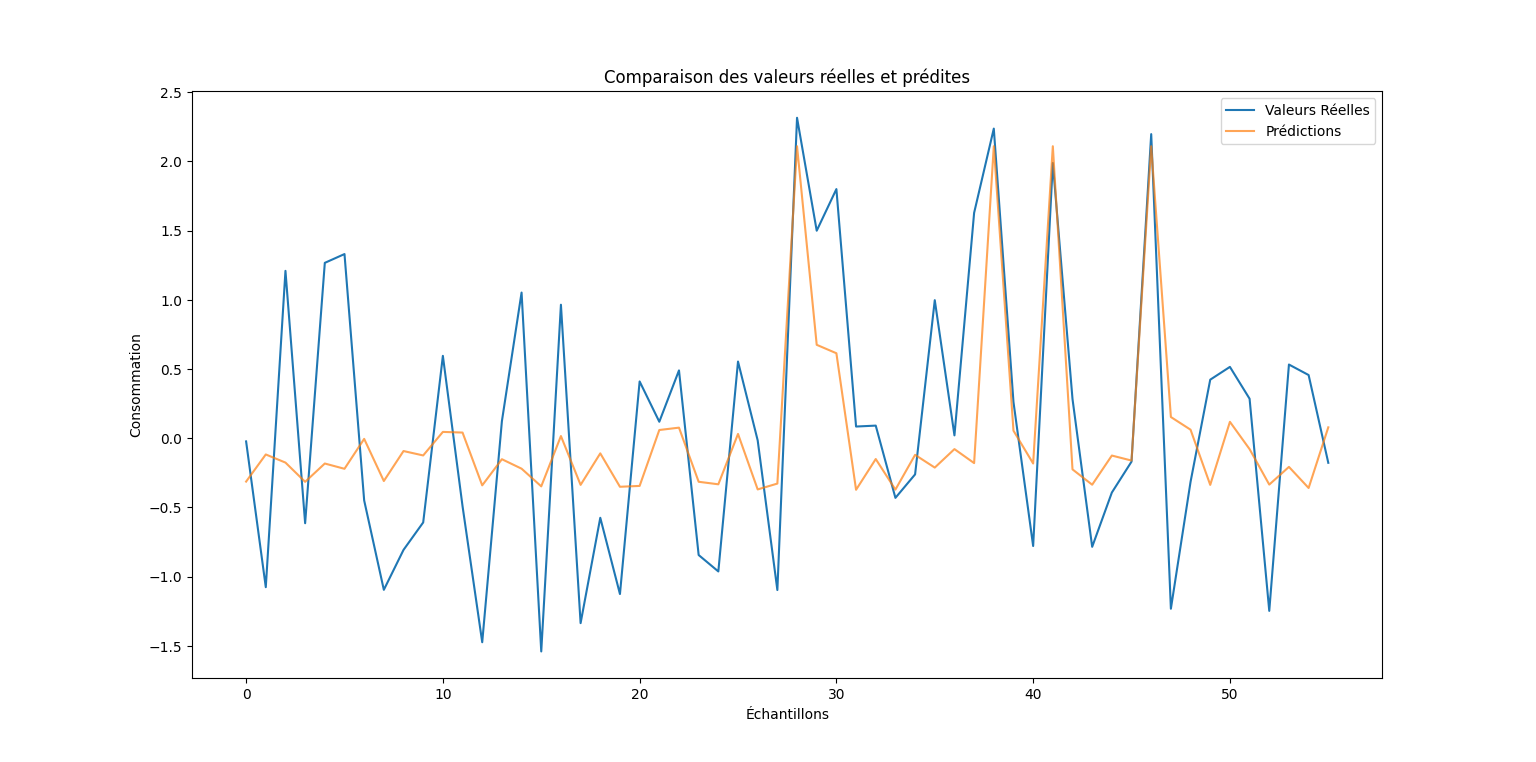 Comparaison des valeurs réelles et prédites
Valeurs Réelles
Prédictions
Consommation
2.5
2.0
1.5
1.0
0.5
0.0
−0.5
−1.0
−1.5
0 10 20 30 40 50
Échantillons